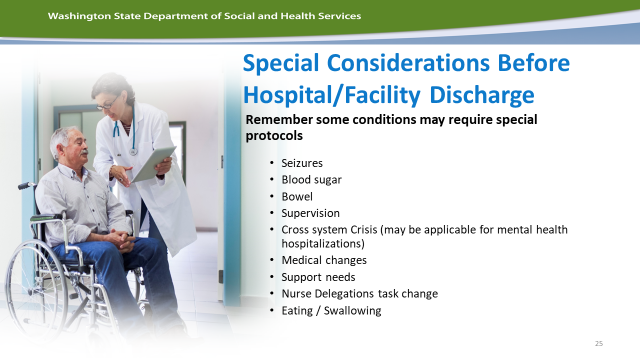 Washington State Department of Social and Health Services
Special Considerations Before
Hospital/Facility Discharge
Remember some conditions may require special
protocols
• Seizures
• Blood sugar
• Bowel
• Supervision
• Cross system Crisis (may be applicable for mental health
hospitalizations)
• Medical changes
• Support needs
• Nurse Delegations task change
• Eating / Swallowing
25